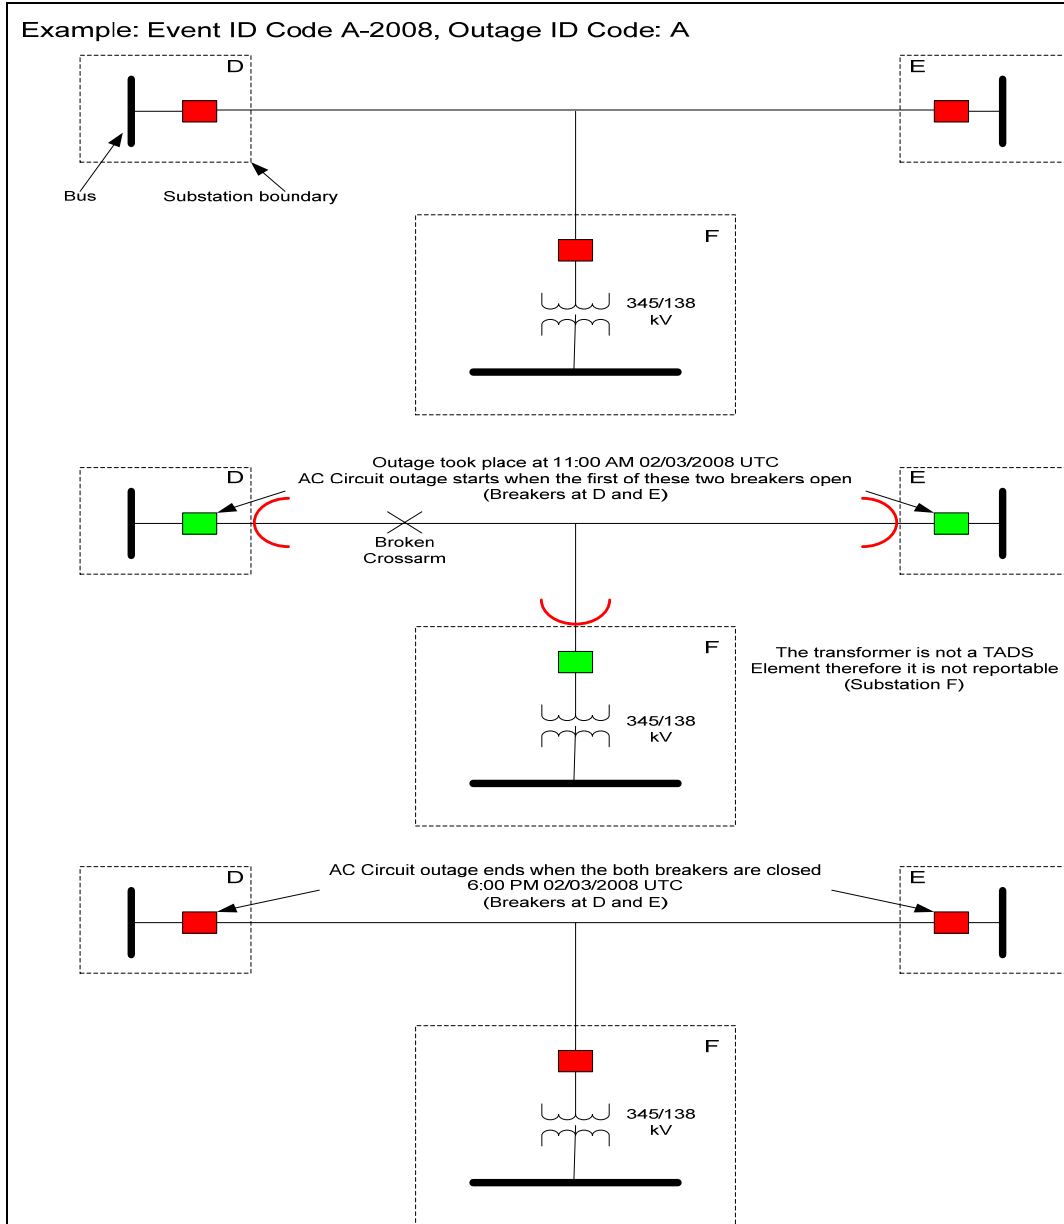 Example: Event ID Code A-2008, Outage ID Code: A
D
E
Bus
Substation boundary
F
345/138
kV
Outage took place at 11:00 AM 02/03/2008 UTC
AC Circuit outage starts when the first of these two breakers open
(Breakers at D and E)
D
E
Broken
Crossarm
F
The transformer is not a TADS
Element therefore it is not reportable
(Substation F)
345/138
kV
AC Circuit outage ends when the both breakers are closed
6:00 PM 02/03/2008 UTC
(Breakers at D and E)
D
E
F
345/138
kV